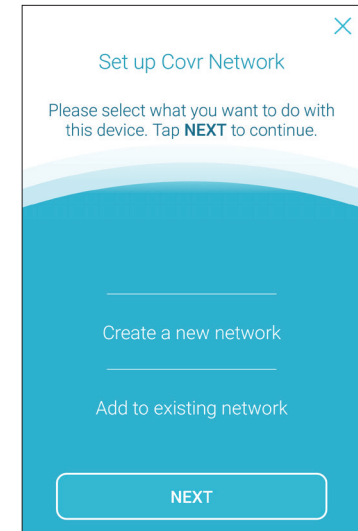 Set up Covr Network
Please select what you want to do with
this device. Tap NEXT to continue.
Create a new network
Add to existing network
NEXT